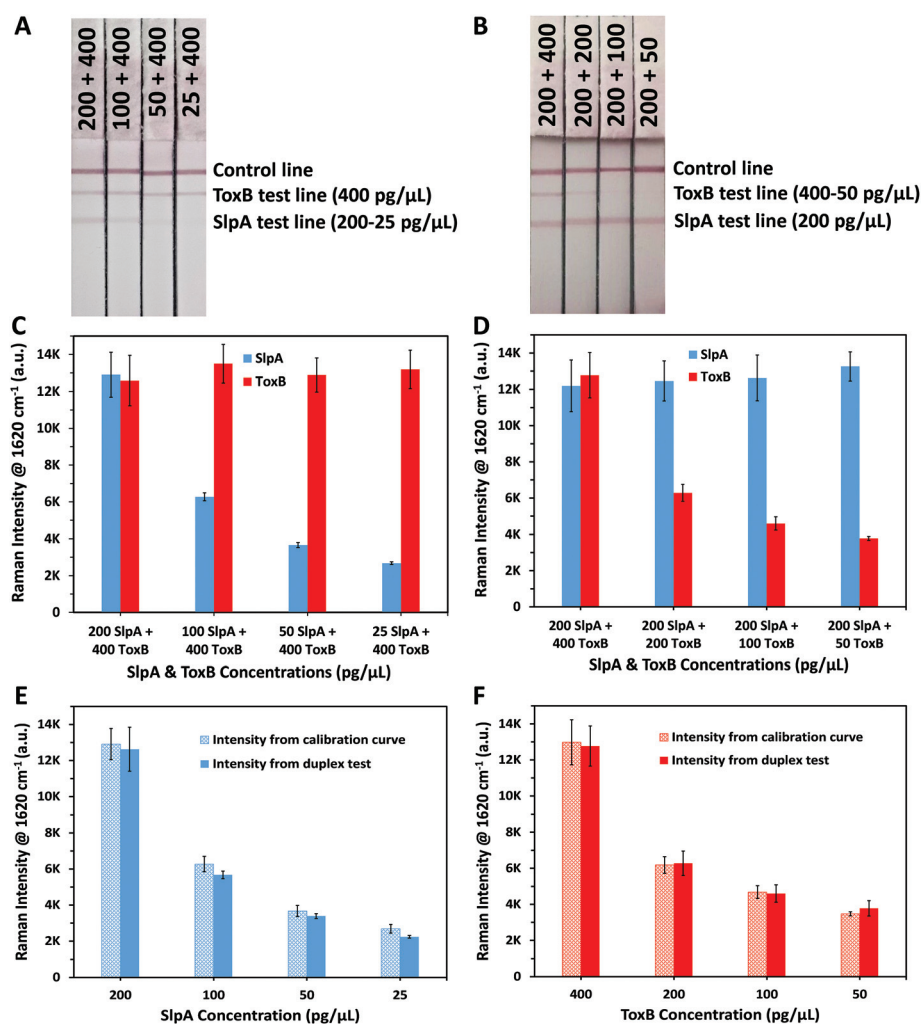 A
200 + 400
100 + 400
50 + 400
25 + 400
Control line
ToxB test line (400 pg/µL)
SlpA test line (200-25 pg/µL)
B
200 + 400
200 + 200
200 + 100
200 + 50
Control line
ToxB test line (400-50 pg/µL)
SlpA test line (200 pg/µL)
C
Raman Intensity @ 1620 cm⁻¹ (a.u.)
14K
12K
10K
8K
6K
4K
2K
0
SlpA
ToxB
200 SlpA + 100 SlpA + 50 SlpA + 25 SlpA +
400 ToxB 400 ToxB 400 ToxB 400 ToxB
SlpA & ToxB Concentrations (pg/µL)
D
Raman Intensity @ 1620 cm⁻¹ (a.u.)
14K
12K
10K
8K
6K
4K
2K
0
SlpA
ToxB
200 SlpA + 200 SlpA + 200 SlpA + 200 SlpA +
400 ToxB 200 ToxB 100 ToxB 50 ToxB
SlpA & ToxB Concentrations (pg/µL)
E
Raman Intensity @ 1620 cm⁻¹ (a.u.)
14K
12K
10K
8K
6K
4K
2K
0
Intensity from calibration curve
Intensity from duplex test
200 100 50 25
SlpA Concentration (pg/µL)
F
Raman Intensity @ 1620 cm⁻¹ (a.u.)
14K
12K
10K
8K
6K
4K
2K
0
Intensity from calibration curve
Intensity from duplex test
400 200 100 50
ToxB Concentration (pg/µL)